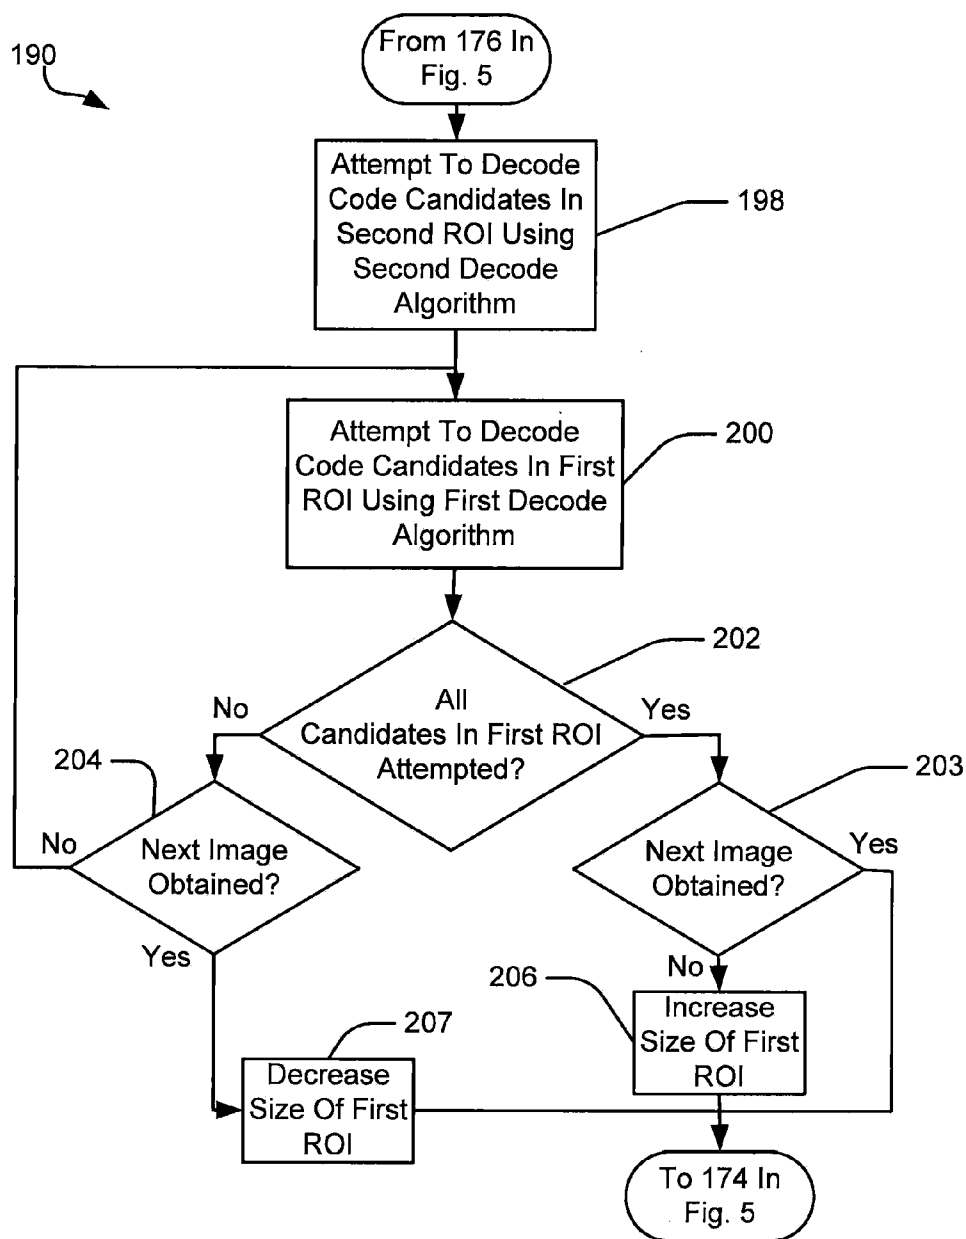 190
From 176 In
Fig. 5
Attempt To Decode
Code Candidates In
Second ROI Using
Second Decode
Algorithm
198
Attempt To Decode
Code Candidates In First
ROI Using First Decode
Algorithm
200
202
All
Candidates In First ROI
Attempted?
No
Yes
204
203
No
Next Image
Obtained?
Yes
Next Image
Obtained?
Yes
No
206
Increase
Size Of First
ROI
207
Decrease
Size Of First
ROI
To 174 In
Fig. 5